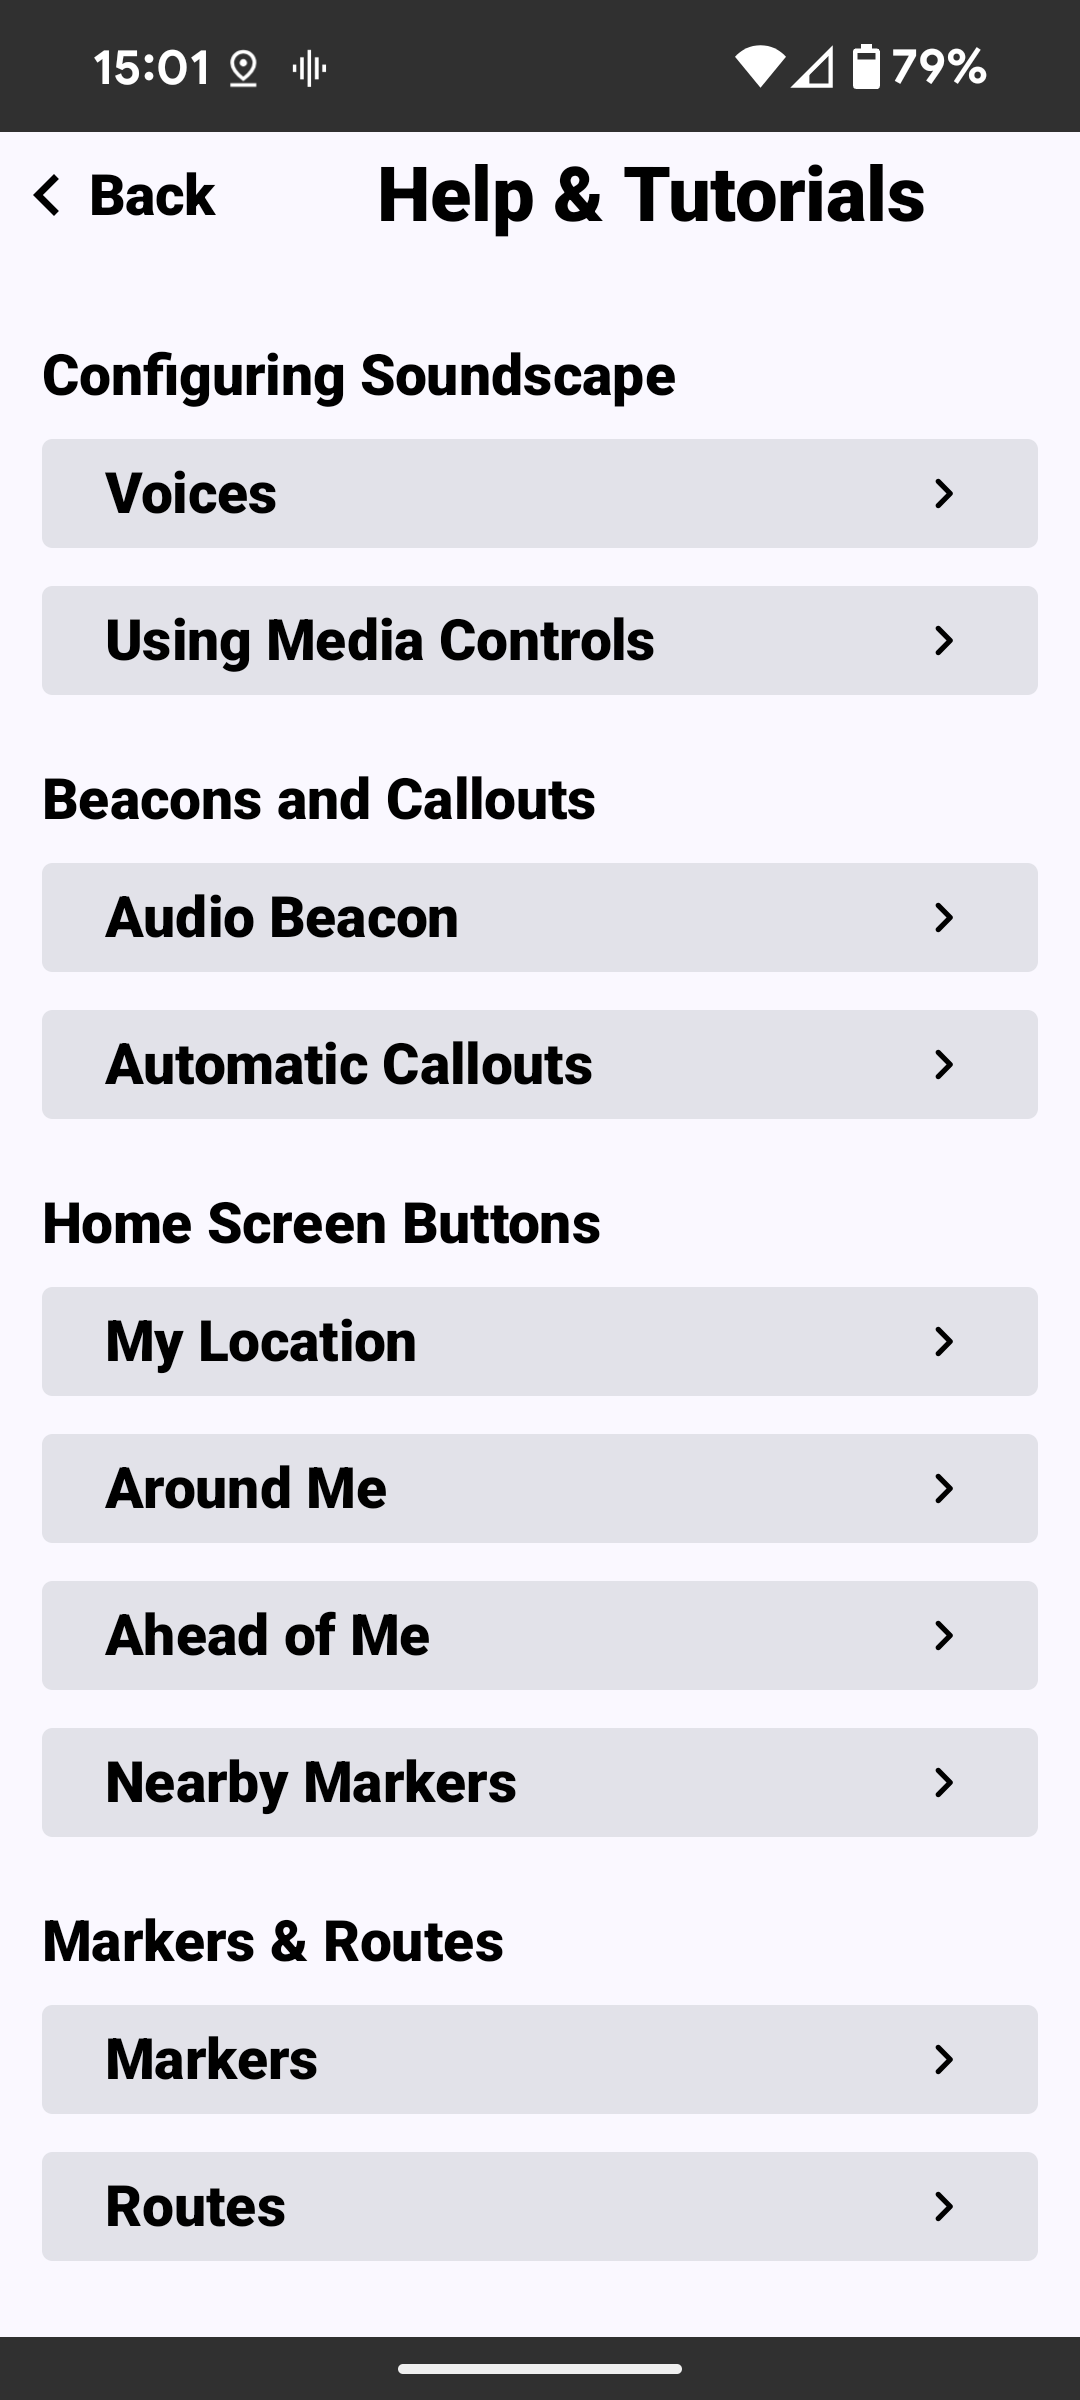 15:01
79%
Back
Help & Tutorials
Configuring Soundscape
Voices
Using Media Controls
Beacons and Callouts
Audio Beacon
Automatic Callouts
Home Screen Buttons
My Location
Around Me
Ahead of Me
Nearby Markers
Markers & Routes
Markers
Routes